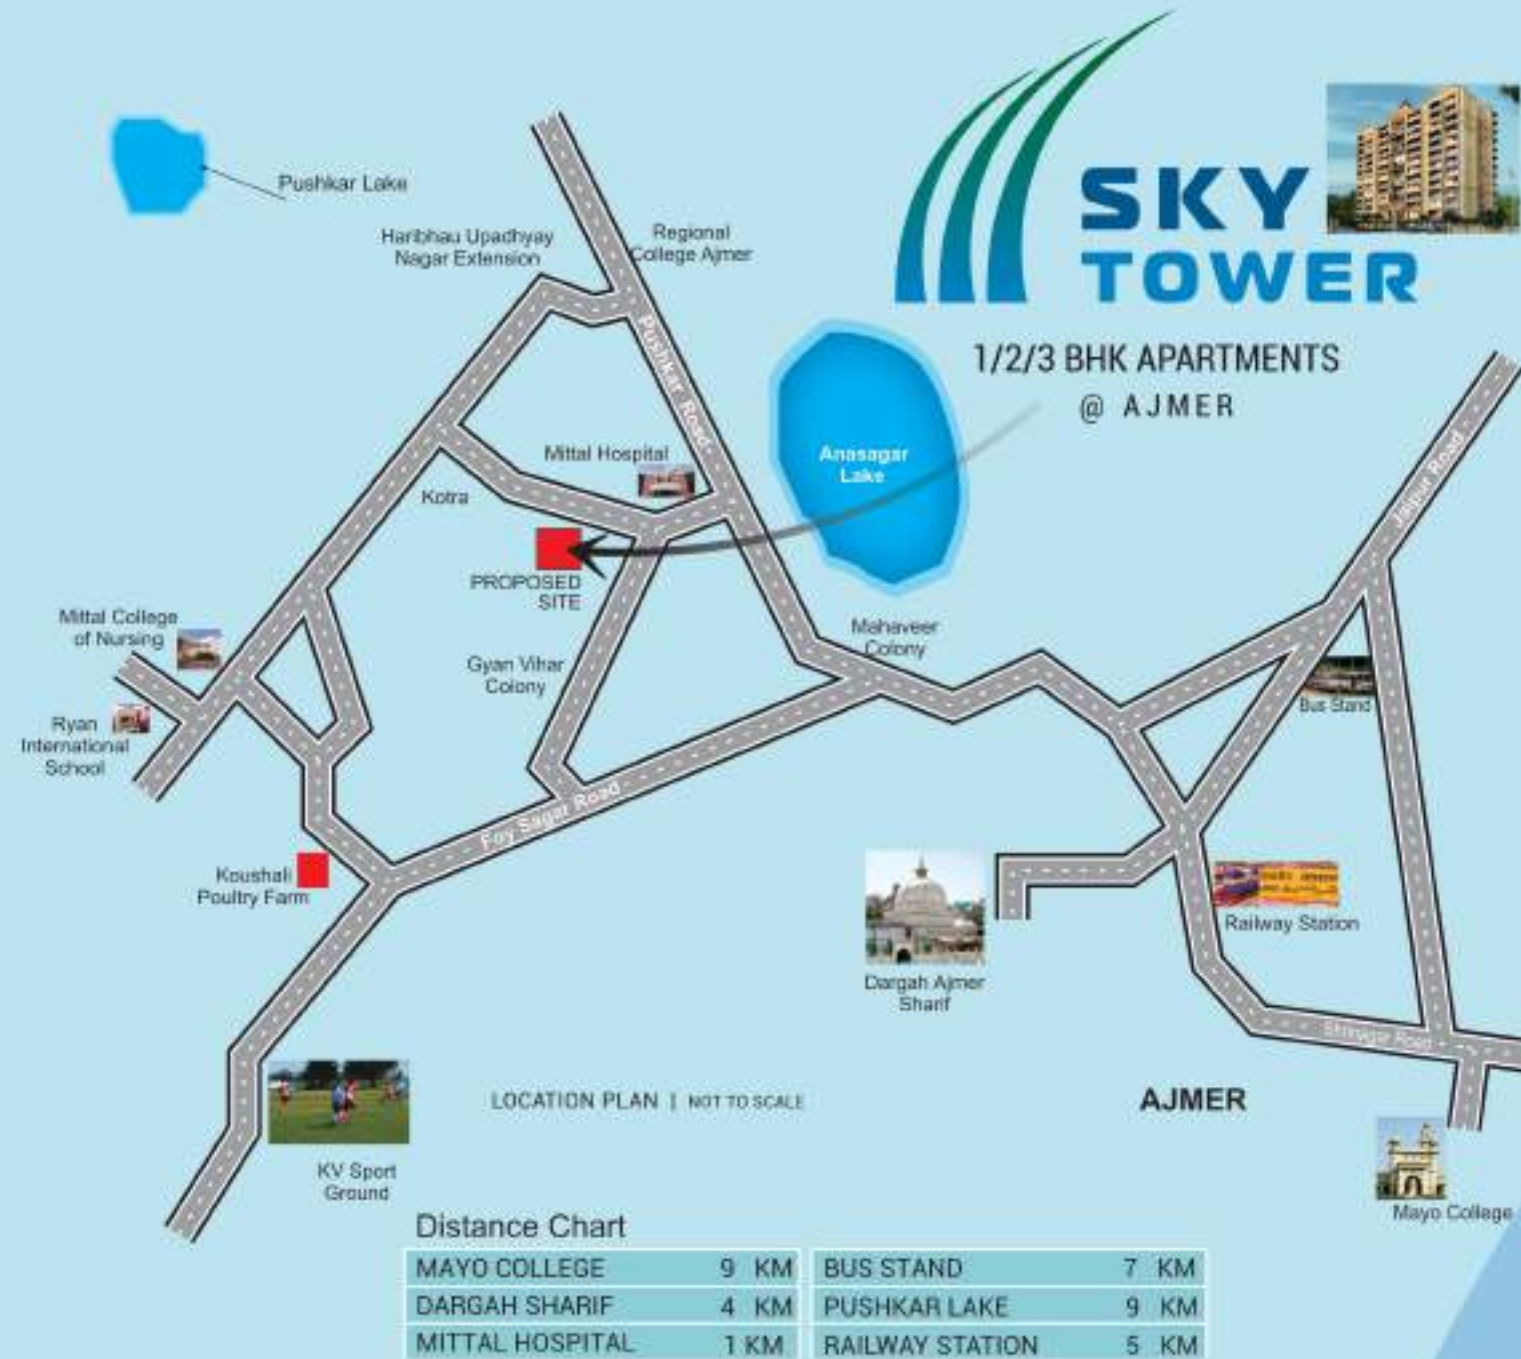 SKY
TOWER
1/2/3 BHK APARTMENTS
@ AJMER
Pushkar Lake
Haribhau Upadhyay
Nagar Extension
Regional
College Ajmer
Pushkar Road
Anasagar
Lake
Mittal Hospital
Kotra
PROPOSED
SITE
Jaipur Road
Mittal College
of Nursing
Gyan Vihar
Colony
Mahaveer
Colony
Bus Stand
Ryan
International
School
Foy Sagar Road
Koushali
Poultry Farm
Railway Station
Dargah Ajmer
Sharif
Shrinagar Road
LOCATION PLAN | NOT TO SCALE
AJMER
KV Sport
Ground
Mayo College
Distance Chart
MAYO COLLEGE 9 KM
BUS STAND 7 KM
DARGAH SHARIF 4 KM
PUSHKAR LAKE 9 KM
MITTAL HOSPITAL 1 KM
RAILWAY STATION 5 KM